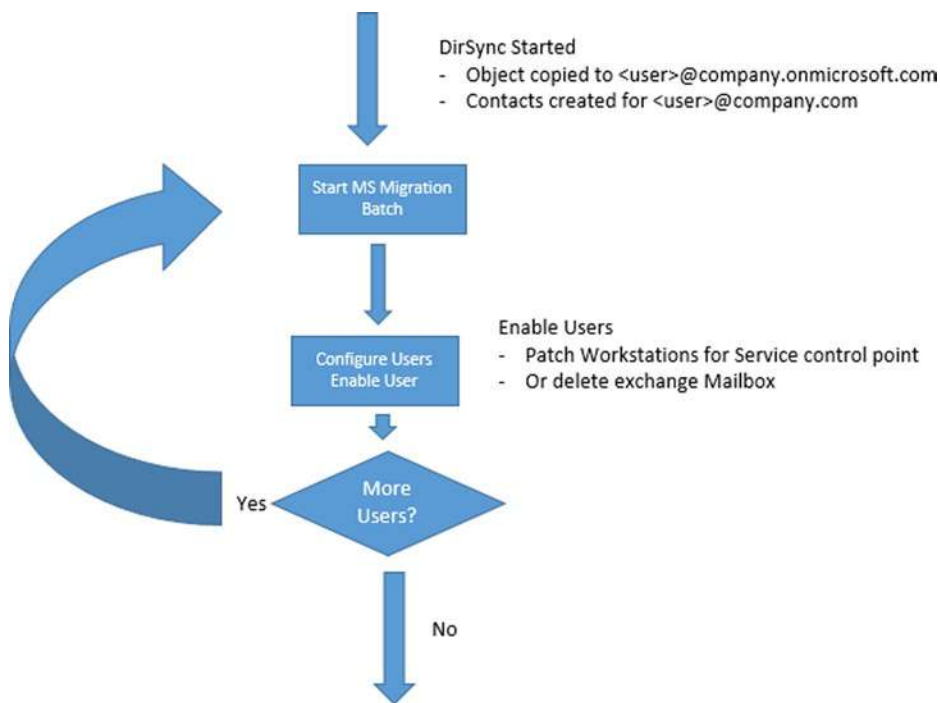 DirSync Started
- Object copied to <user>@company.onmicrosoft.com
- Contacts created for <user>@company.com
Start MS Migration
Batch
Enable Users
- Patch Workstations for Service control point
- Or delete exchange Mailbox
Configure Users
Enable User
More
Users?
Yes
No